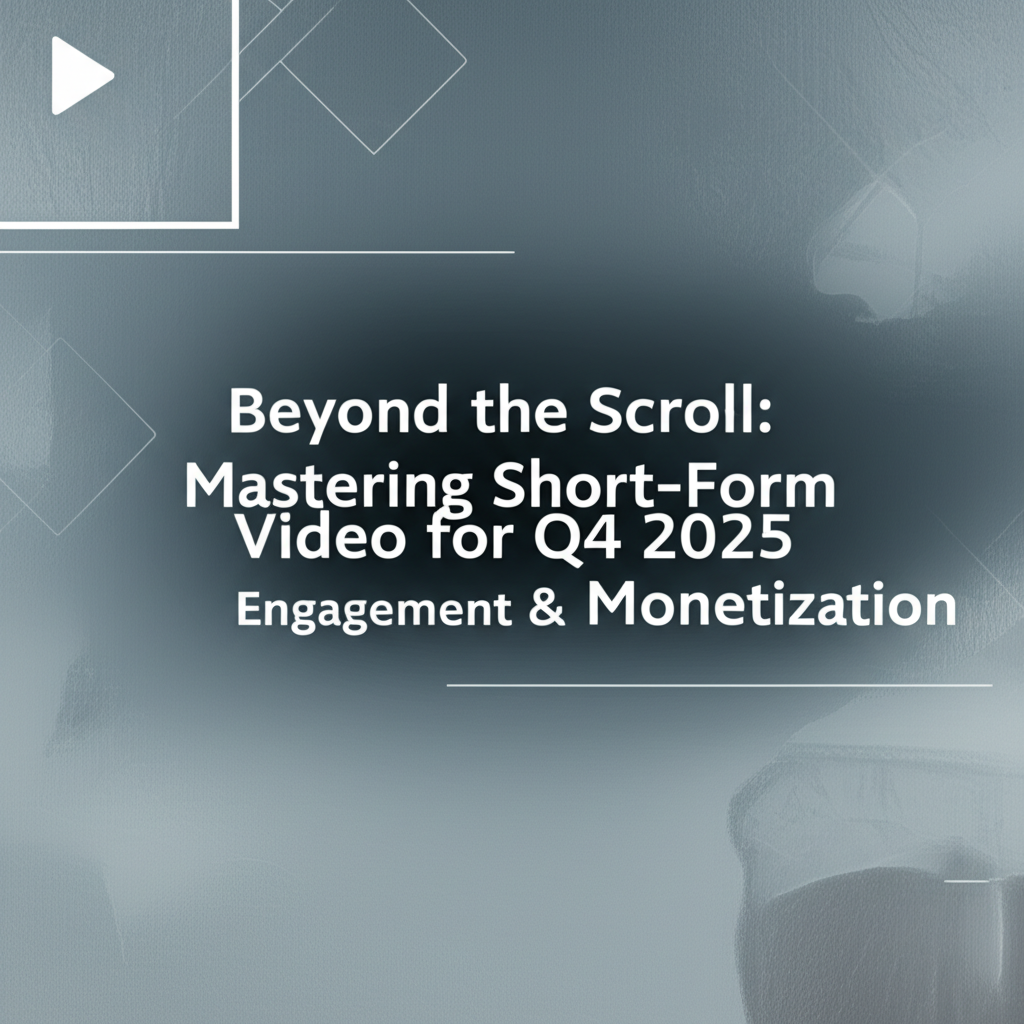 Beyond the Scroll:
Mastering Short-Form
Video for Q4 2025
Engagement & Monetization